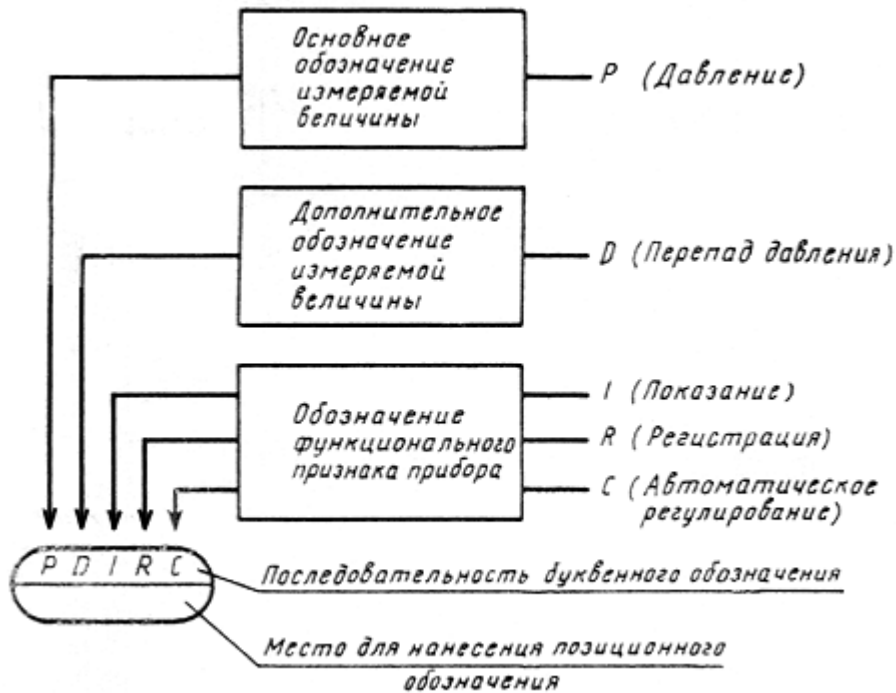 Основное
обозначение
измеряемой
величины
P (Давление)
Дополнительное
обозначение
измеряемой
величины
D (Перепад давления)
Обозначение
функционального
признака прибора
I (Показание)
R (Регистрация)
C (Автоматическое
регулирование)
P D I R C
Последовательность буквенного обозначения
Место для нанесения позиционного
обозначения